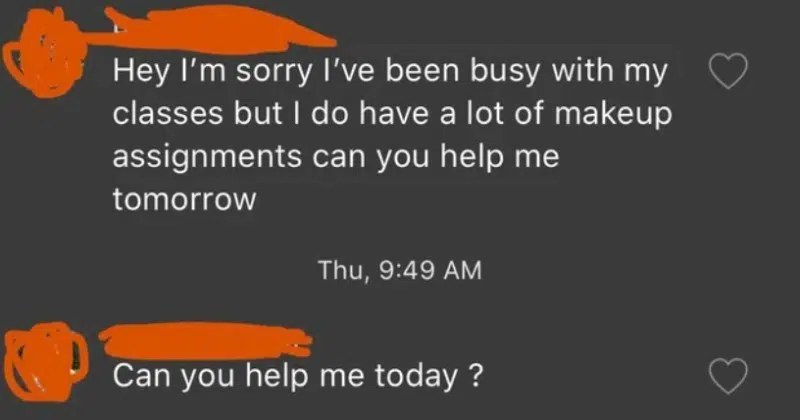 Hey I'm sorry I've been busy with my
classes but I do have a lot of makeup
assignments can you help me
tomorrow
Thu, 9:49 AM
Can you help me today ?